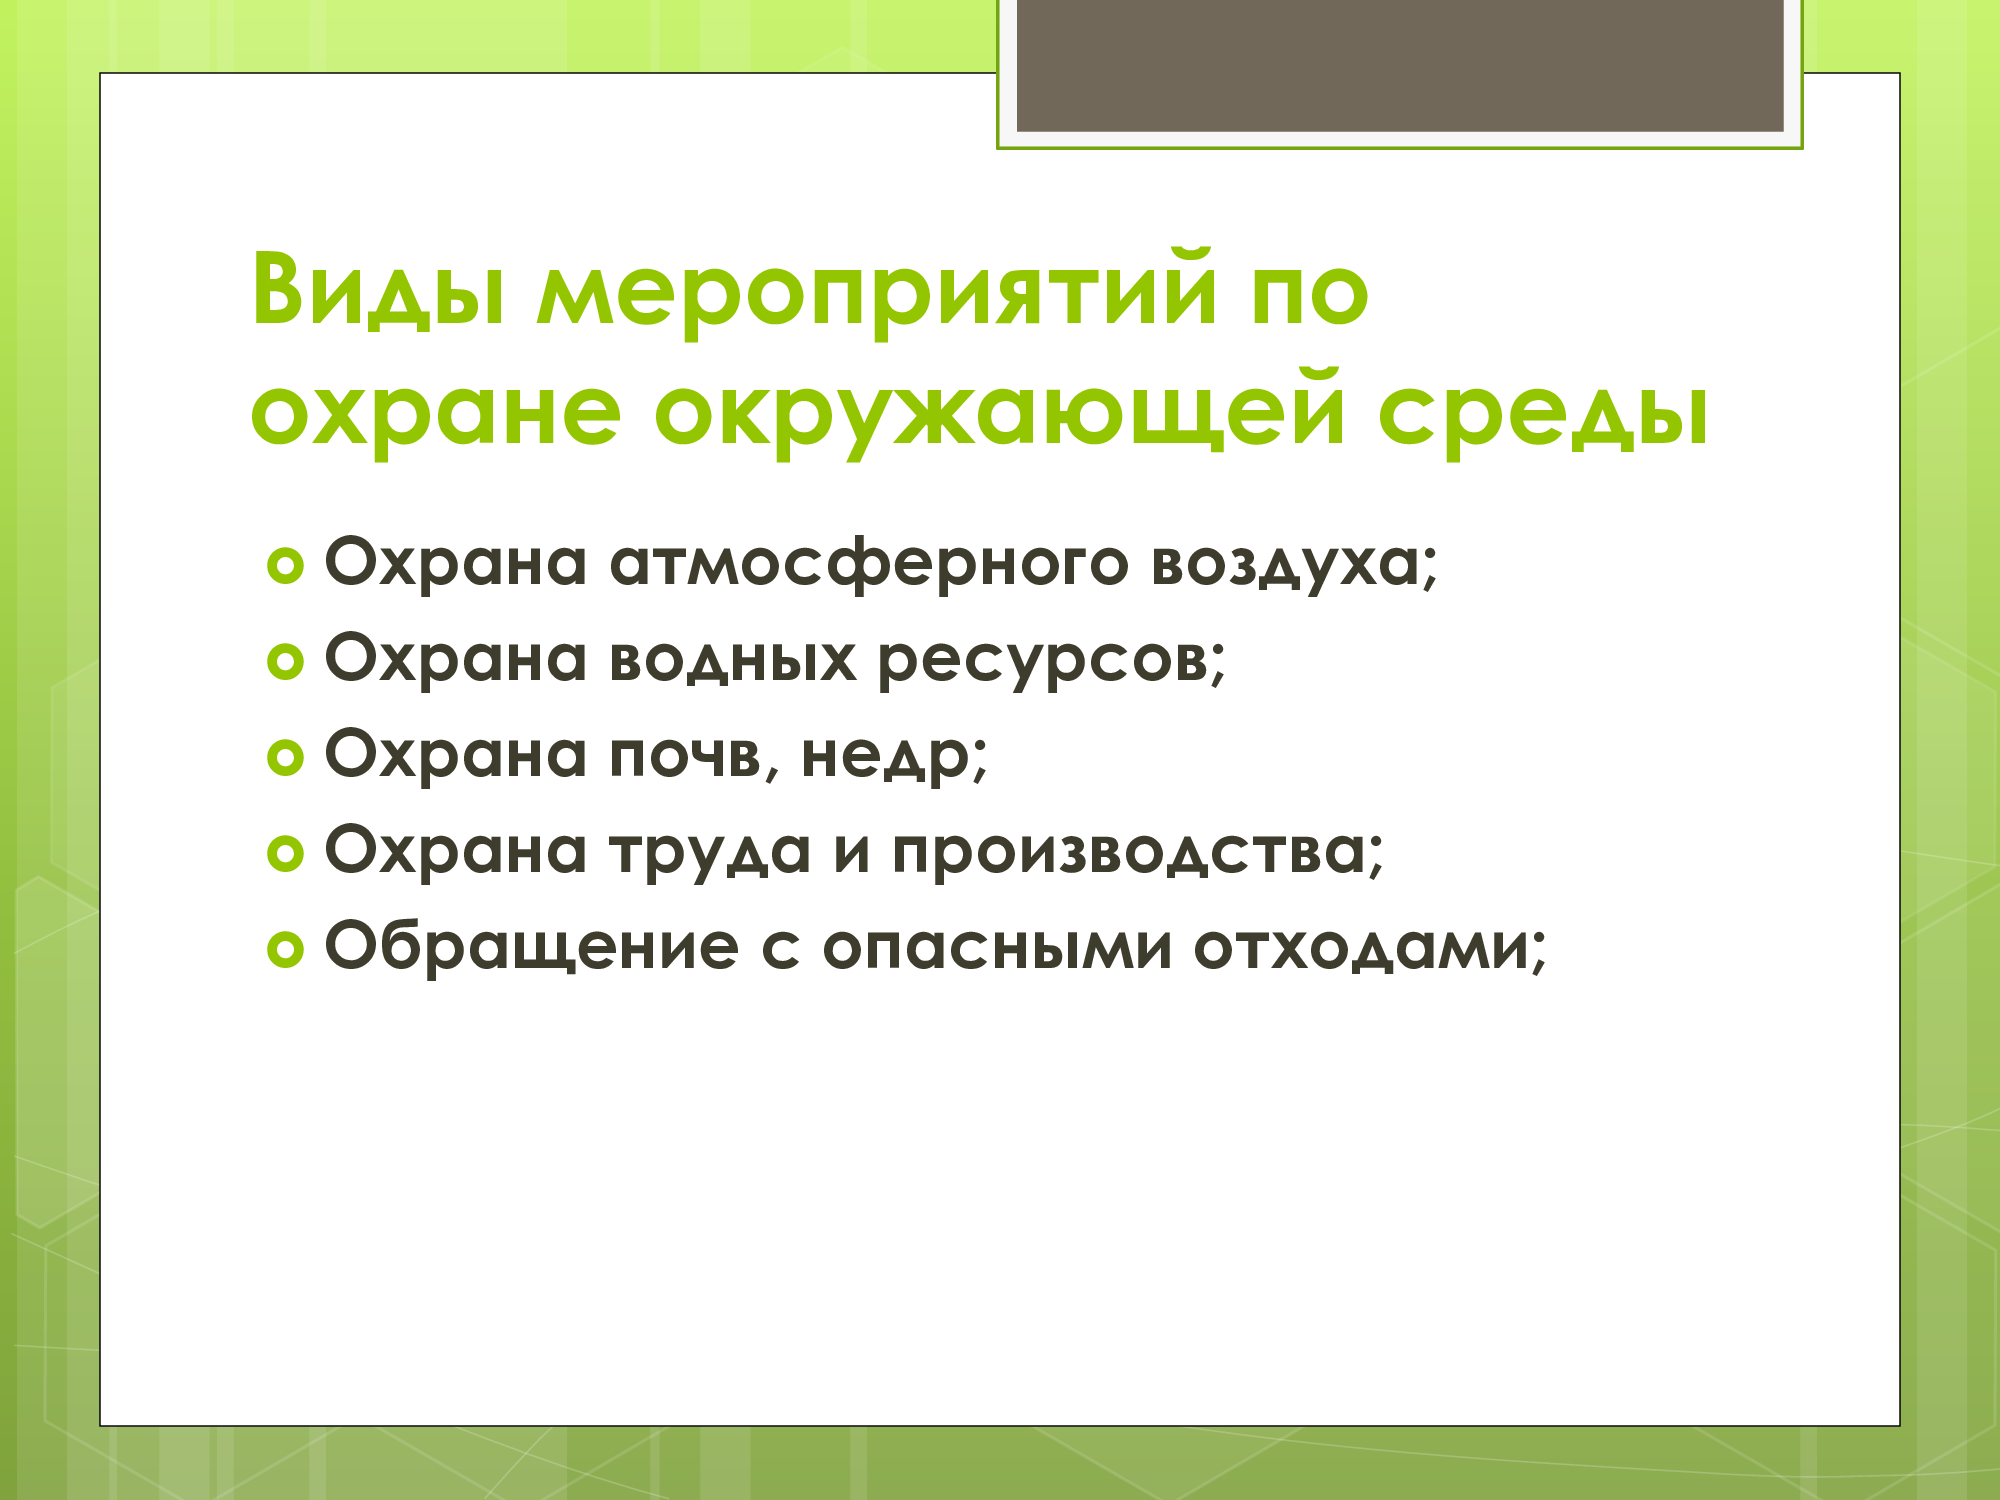 Виды мероприятий по
охране окружающей среды
Охрана атмосферного воздуха;
Охрана водных ресурсов;
Охрана почв, недр;
Охрана труда и производства;
Обращение с опасными отходами;